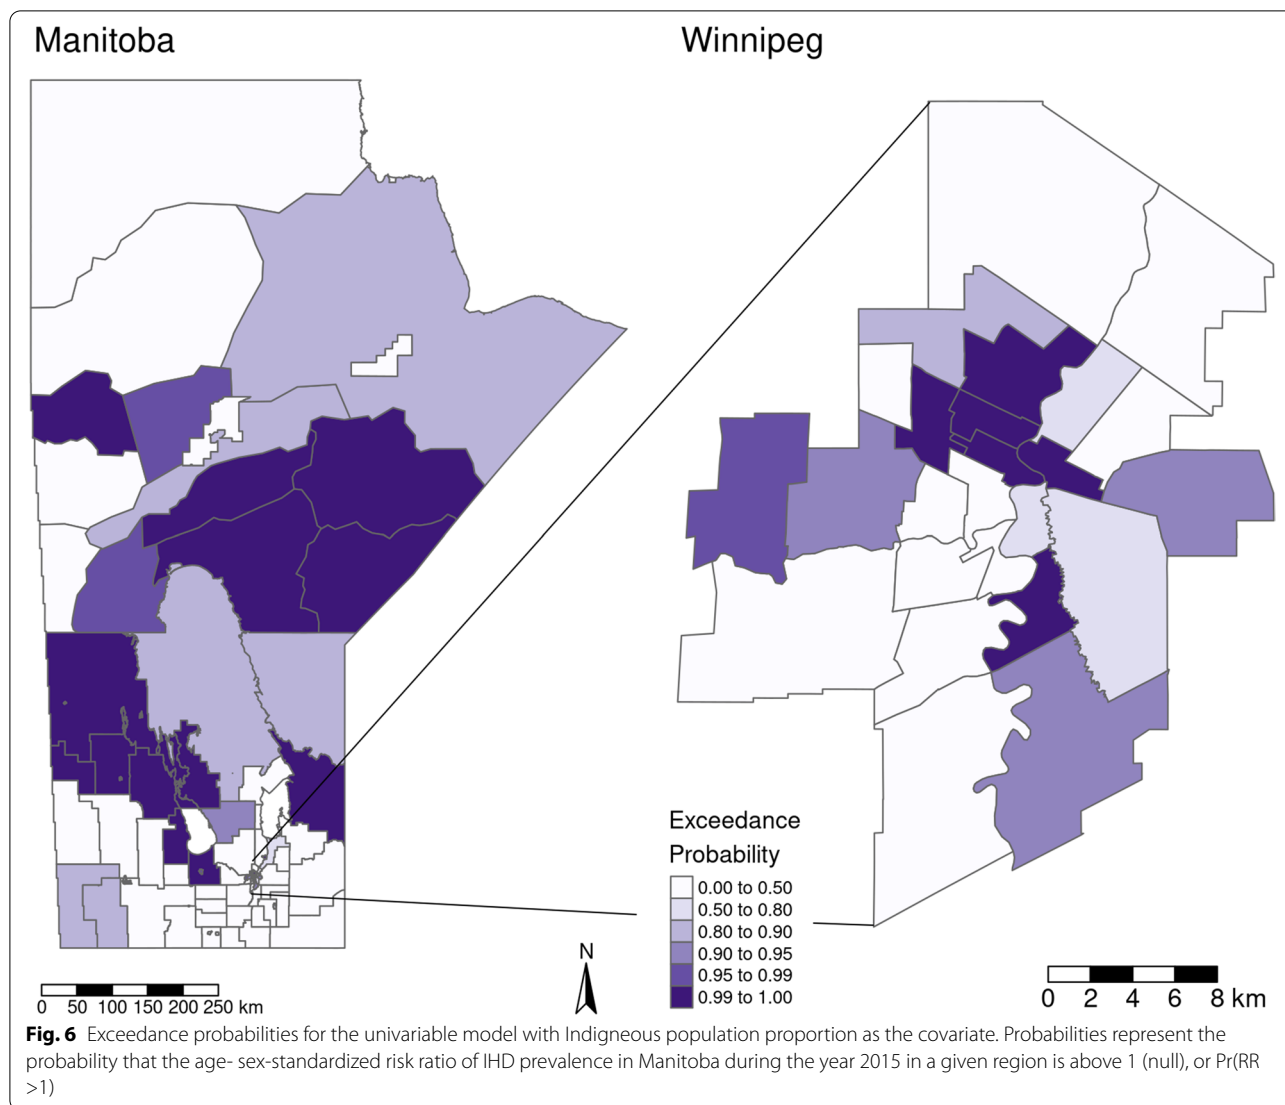 Manitoba
Winnipeg
Exceedance
Probability
0.00 to 0.50
0.50 to 0.80
0.80 to 0.90
0.90 to 0.95
0.95 to 0.99
0.99 to 1.00
N
0 50 100 150 200 250 km
0 2 4 6 8 km
Fig. 6 Exceedance probabilities for the univariable model with Indigneous population proportion as the covariate. Probabilities represent the
probability that the age- sex-standardized risk ratio of IHD prevalence in Manitoba during the year 2015 in a given region is above 1 (null), or Pr(RR
>1)